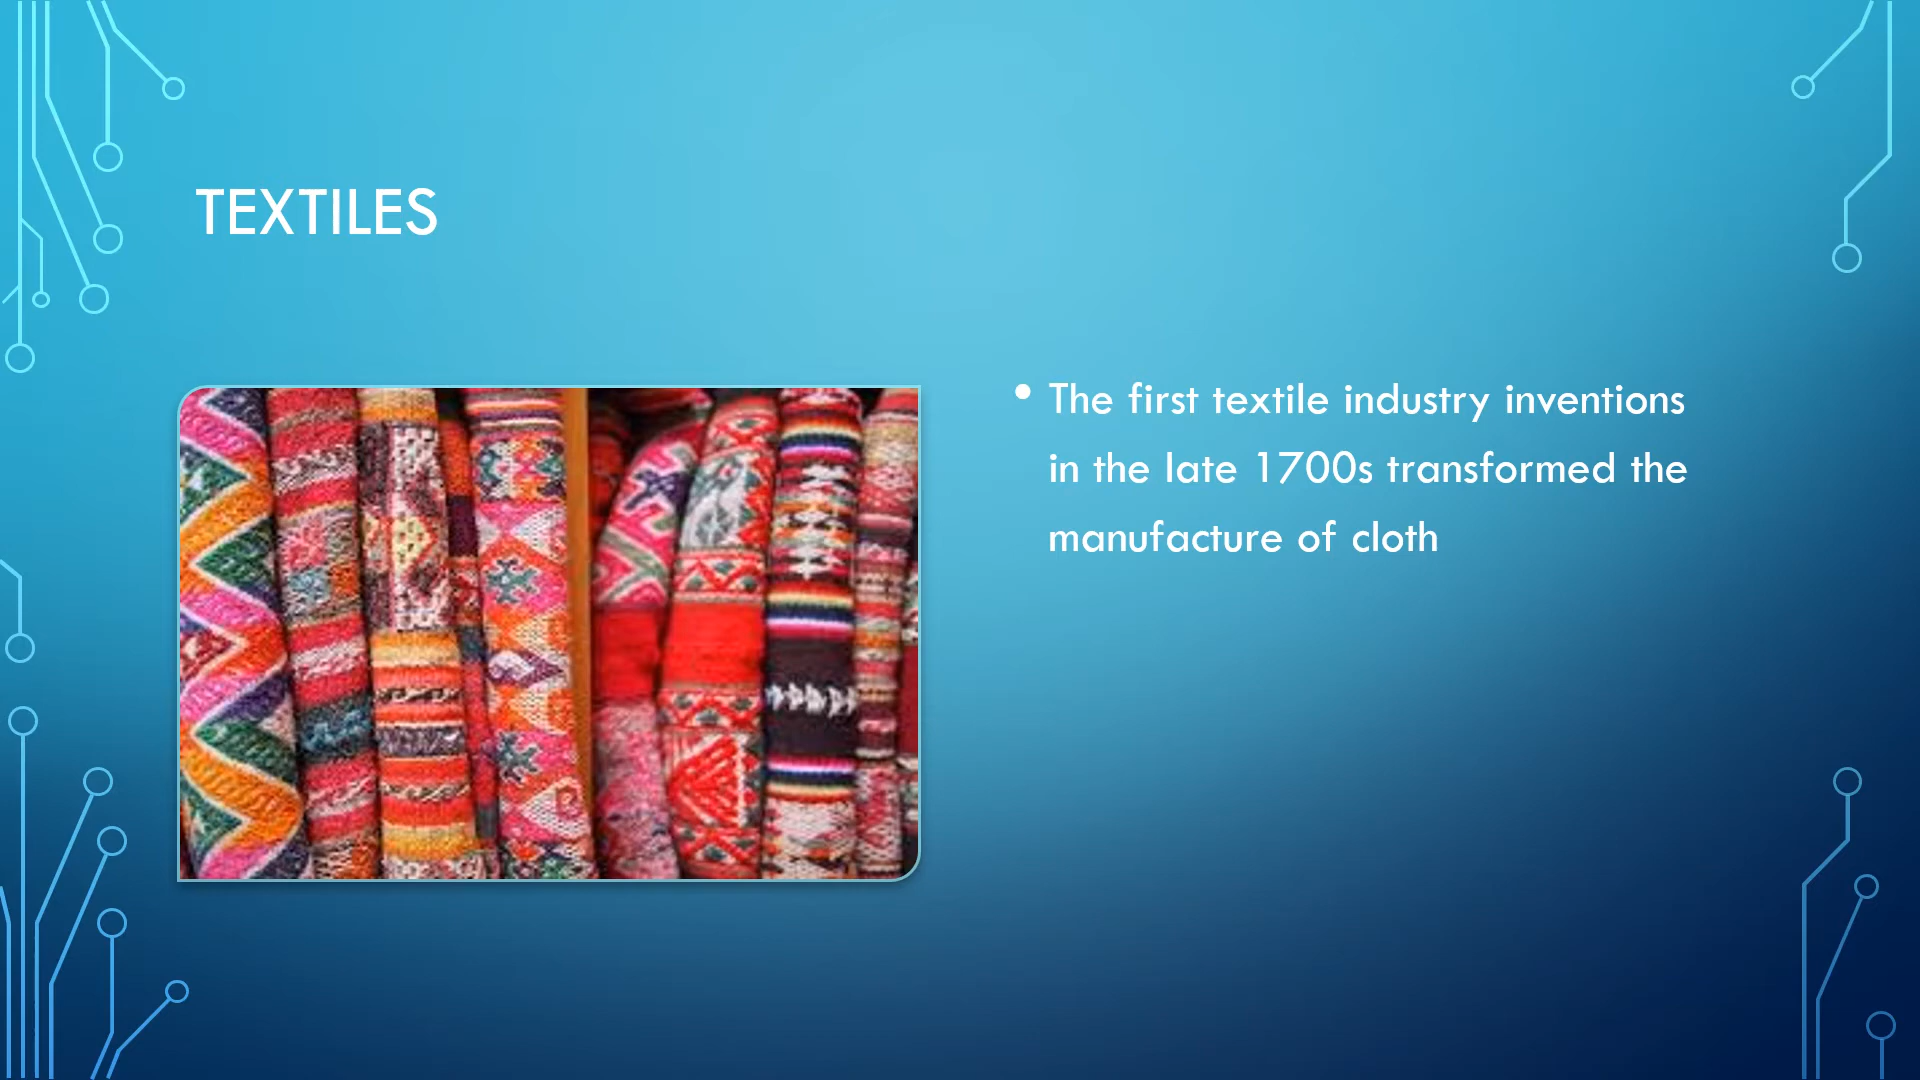 TEXTILES
• The first textile industry inventions
in the late 1700s transformed the
manufacture of cloth